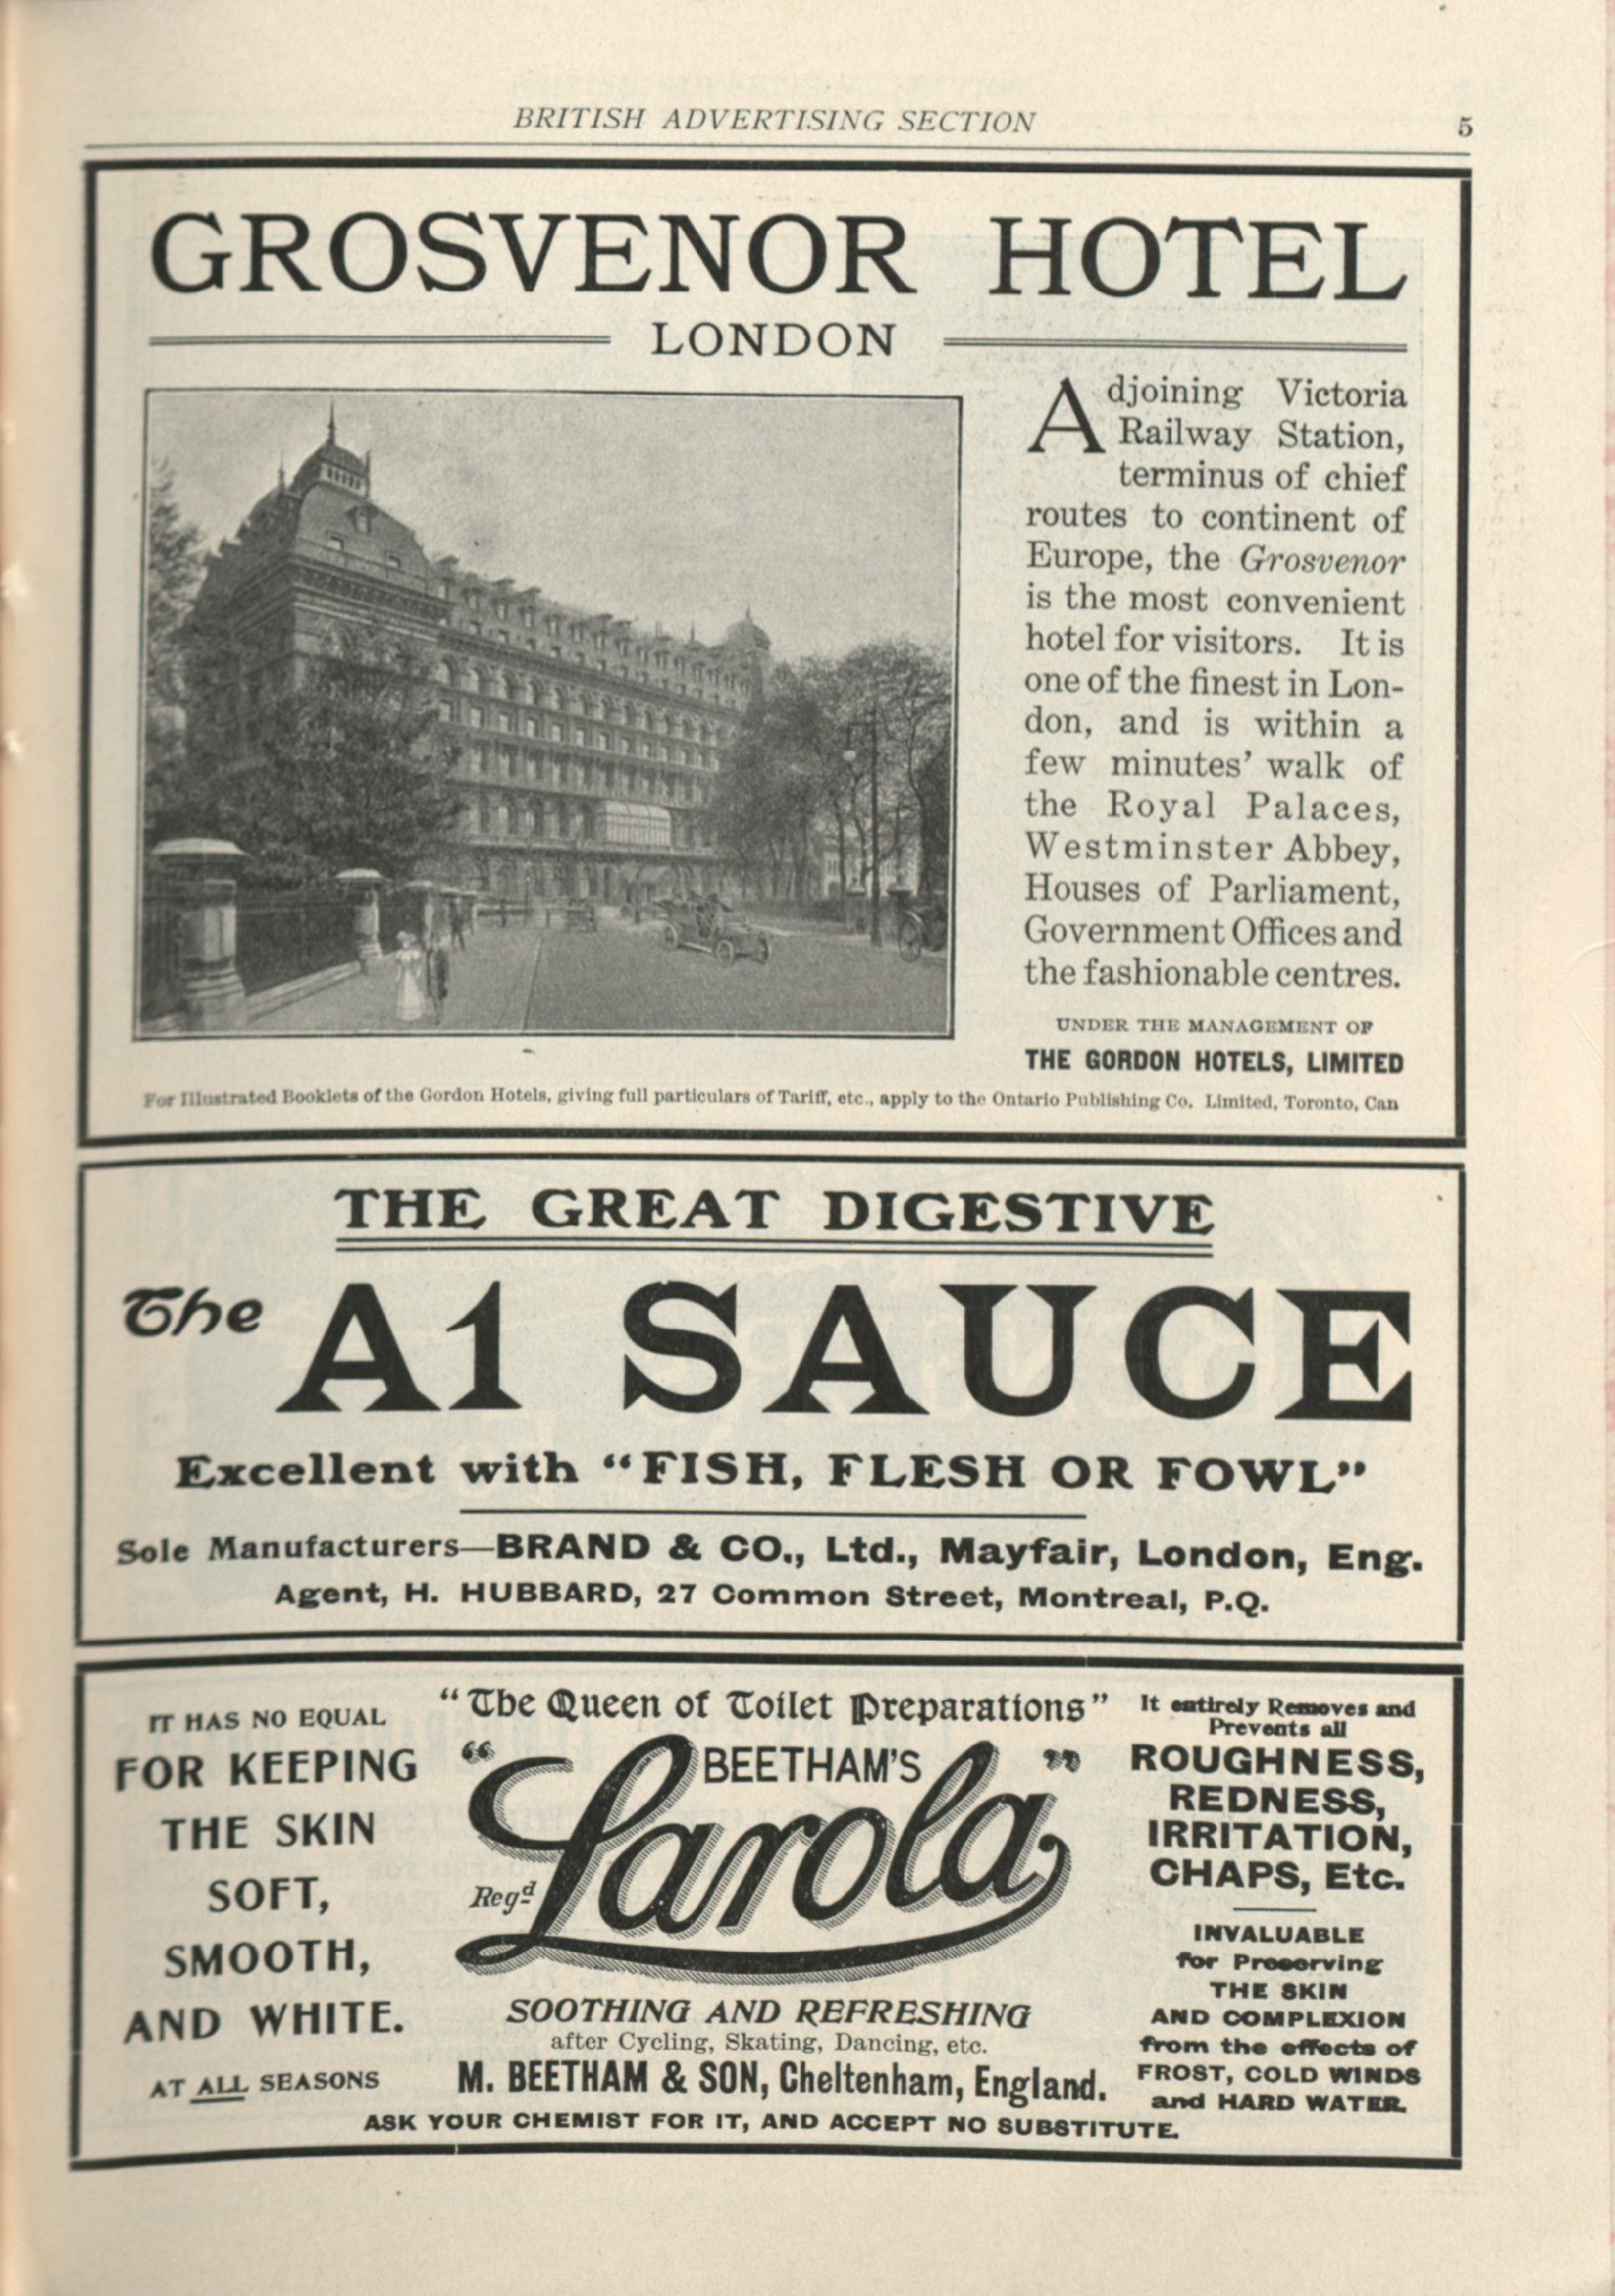 BRITISH ADVERTISING SECTION
5
GROSVENOR HOTEL
LONDON
Adjoining Victoria
Railway Station,
terminus of chief
routes to continent of
Europe, the Grosvenor
is the most convenient
hotel for visitors. It is
one of the finest in Lon-
don, and is within a
few minutes' walk of
the Royal Palaces,
Westminster Abbey,
Houses of Parliament,
Government Offices and
the fashionable centres.
UNDER THE MANAGEMENT OF
THE GORDON HOTELS, LIMITED
For Illustrated Booklets of the Gordon Hotels, giving full particulars of Tariff, etc., apply to the Ontario Publishing Co. Limited, Toronto, Can
THE GREAT DIGESTIVE
The A1 SAUCE
Excellent with "FISH, FLESH OR FOWL"
Sole Manufacturers—BRAND & CO., Ltd., Mayfair, London, Eng.
Agent, H. HUBBARD, 27 Common Street, Montreal, P.Q.
IT HAS NO EQUAL
FOR KEEPING
THE SKIN
SOFT,
SMOOTH,
AND WHITE.
AT ALL SEASONS
"The Queen of Toilet Preparations"
BEETHAM'S
"Larola"
Regd
SOOTHING AND REFRESHING
after Cycling, Skating, Dancing, etc.
M. BEETHAM & SON, Cheltenham, England.
It entirely Removes and
Prevents all
ROUGHNESS,
REDNESS,
IRRITATION,
CHAPS, Etc.
INVALUABLE
for Preserving
THE SKIN
AND COMPLEXION
from the effects of
FROST, COLD WINDS
and HARD WATER.
ASK YOUR CHEMIST FOR IT, AND ACCEPT NO SUBSTITUTE.